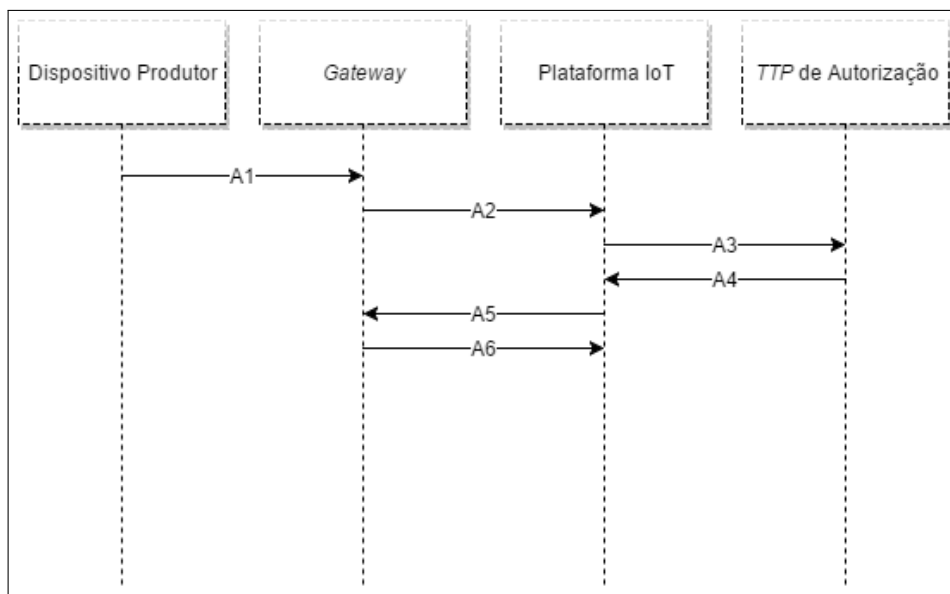 Dispositivo Produtor
Gateway
Plataforma IoT
TTP de Autorização
A1
A2
A3
A4
A5
A6